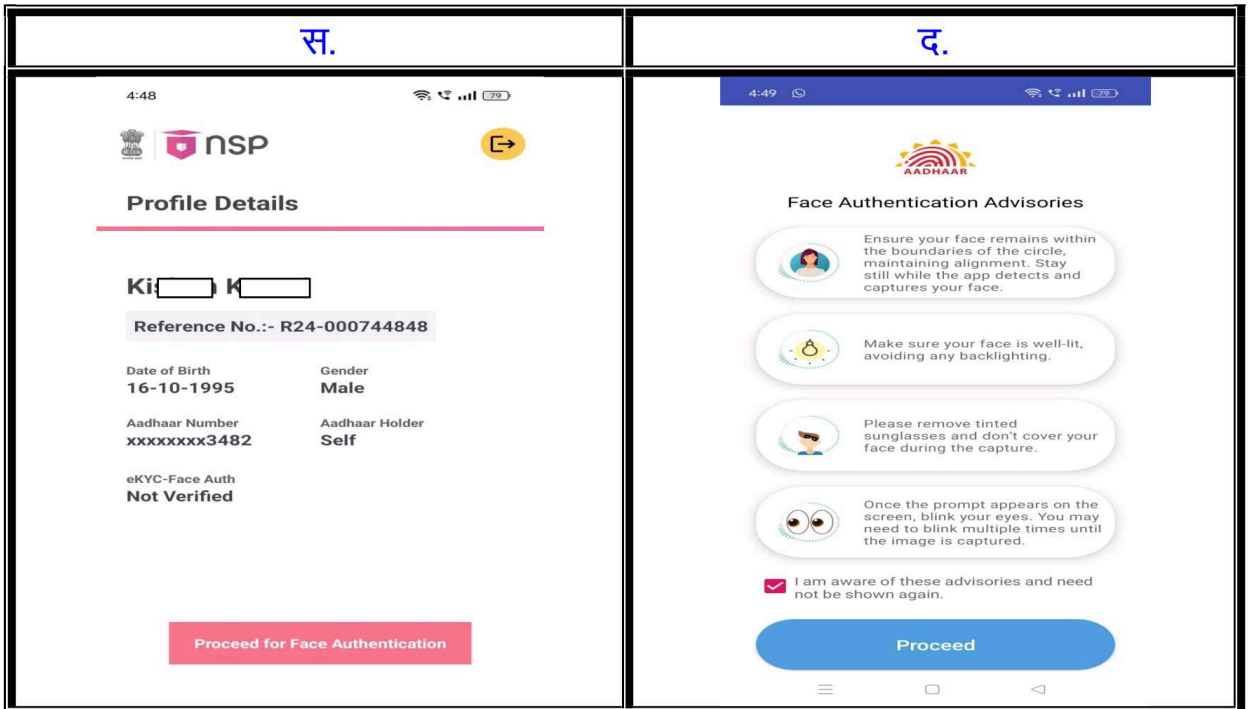 स.
द.
4:48
79
nsp
Profile Details
Reference No.:- R24-000744848
Date of Birth
Gender
16-10-1995
Male
Aadhaar Number
Aadhaar Holder
xxxxxxxx3482
Self
eKYC-Face Auth
Not Verified
Proceed for Face Authentication
4:49
79
AADHAAR
Face Authentication Advisories
Ensure your face remains within
the boundaries of the circle,
maintaining alignment. Stay
still while the app detects and
captures your face.
Make sure your face is well-lit,
avoiding any backlighting.
Please remove tinted
sunglasses and don't cover your
face during the capture.
Once the prompt appears on the
screen, blink your eyes. You may
need to blink multiple times until
the image is captured.
I am aware of these advisories and need
not be shown again.
Proceed